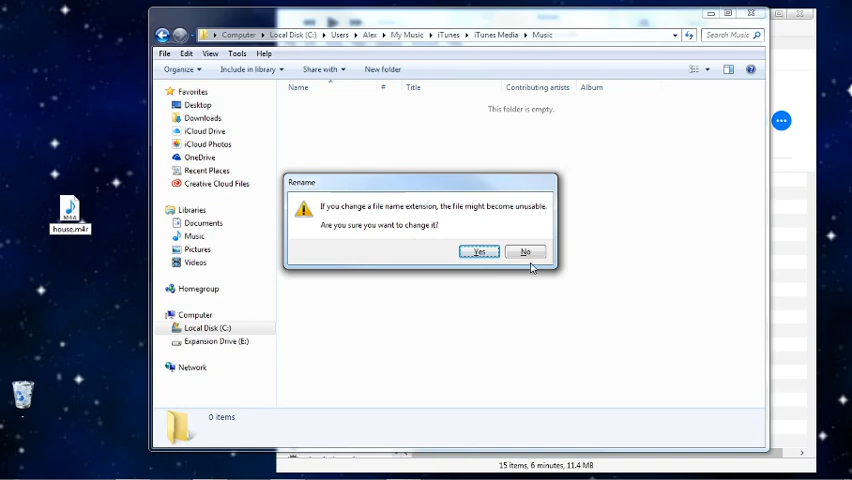 Computer
Local Disk (C:)
Users
Alex
My Music
iTunes
iTunes Media
Music
Search Music
File
Edit
View
Tools
Help
Organize
Include in library
Share with
New folder
Favorites
Desktop
Downloads
iCloud Drive
iCloud Photos
OneDrive
Recent Places
Creative Cloud Files
Libraries
Documents
Music
Pictures
Videos
Homegroup
Computer
Local Disk (C:)
Expansion Drive (E:)
Network
Name
#
Title
Contributing artists
Album
This folder is empty.
M4A
house.m4r
Rename
If you change a file name extension, the file might become unusable.
Are you sure you want to change it?
Yes
No
0 items
15 items, 6 minutes, 11.4 MB